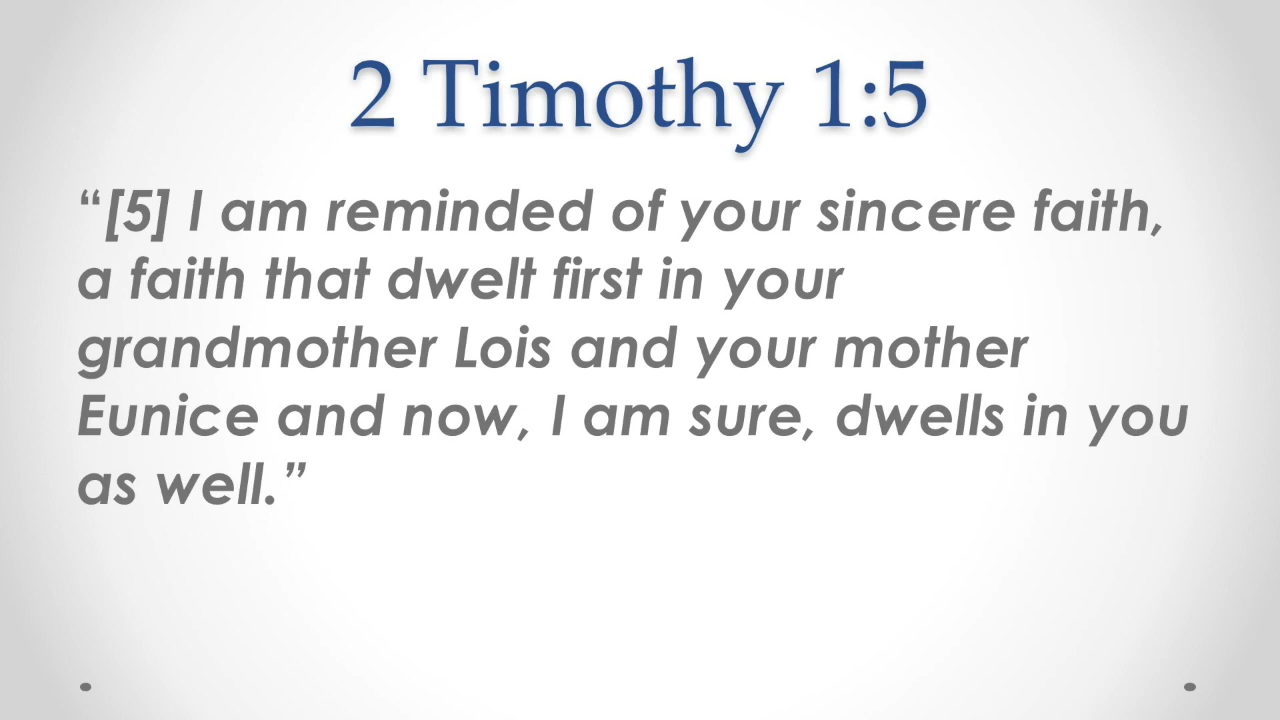 2 Timothy 1:5
“[5] I am reminded of your sincere faith,
a faith that dwelt first in your
grandmother Lois and your mother
Eunice and now, I am sure, dwells in you
as well.”